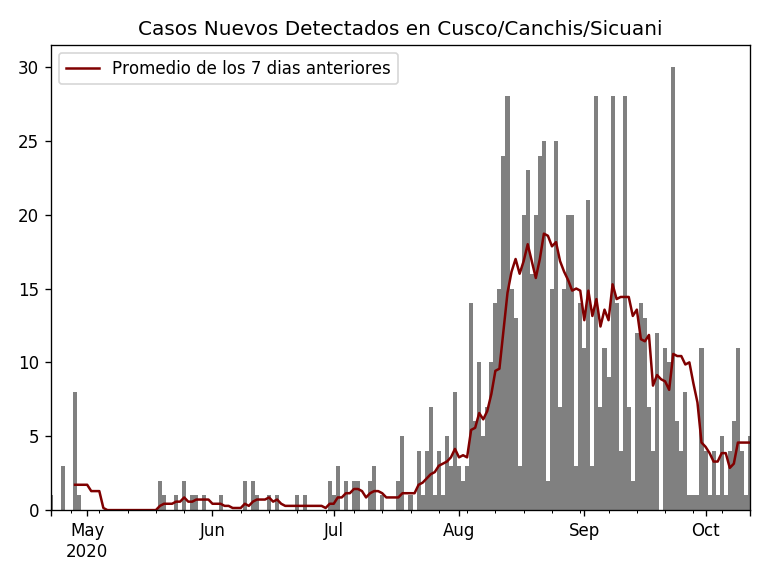 Casos Nuevos Detectados en Cusco/Canchis/Sicuani
Promedio de los 7 dias anteriores
30
25
20
15
10
5
0
May Jun Jul Aug Sep Oct
2020